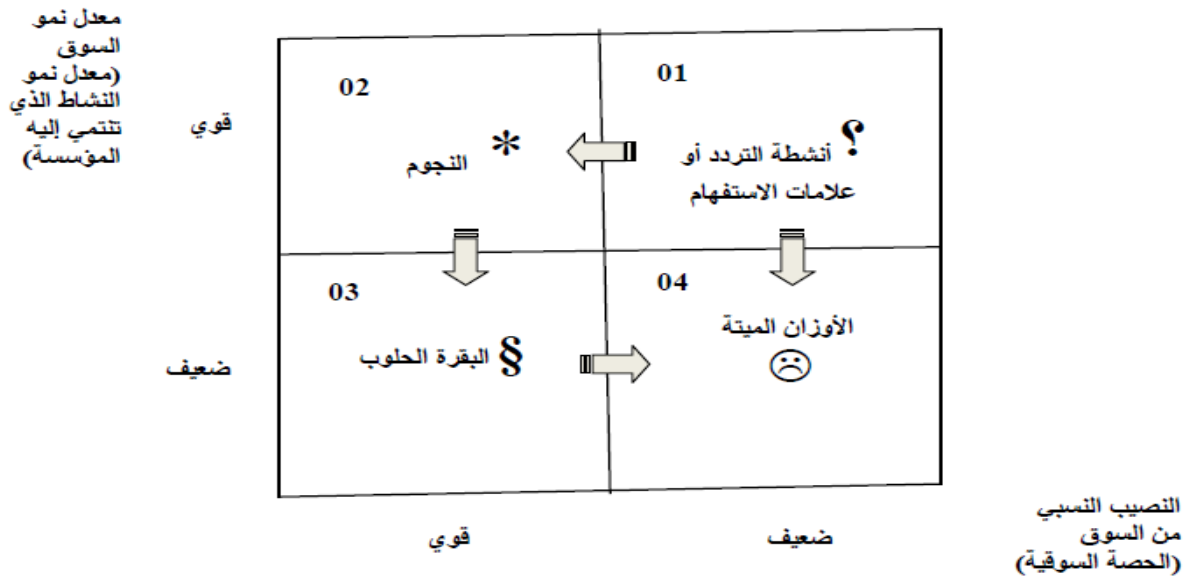 معدل نمو
السوق
(معدل نمو
النشاط الذي
تنتمي إليه
المؤسسة)
قوي
01
؟ أنشطة التردد أو
علامات الاستفهام
02
* النجوم
ضعيف
03
§ البقرة الحلوب
04
الأوزان الميتة
☹
ضعيف
قوي
النصيب النسبي
من السوق
(الحصة السوقية)